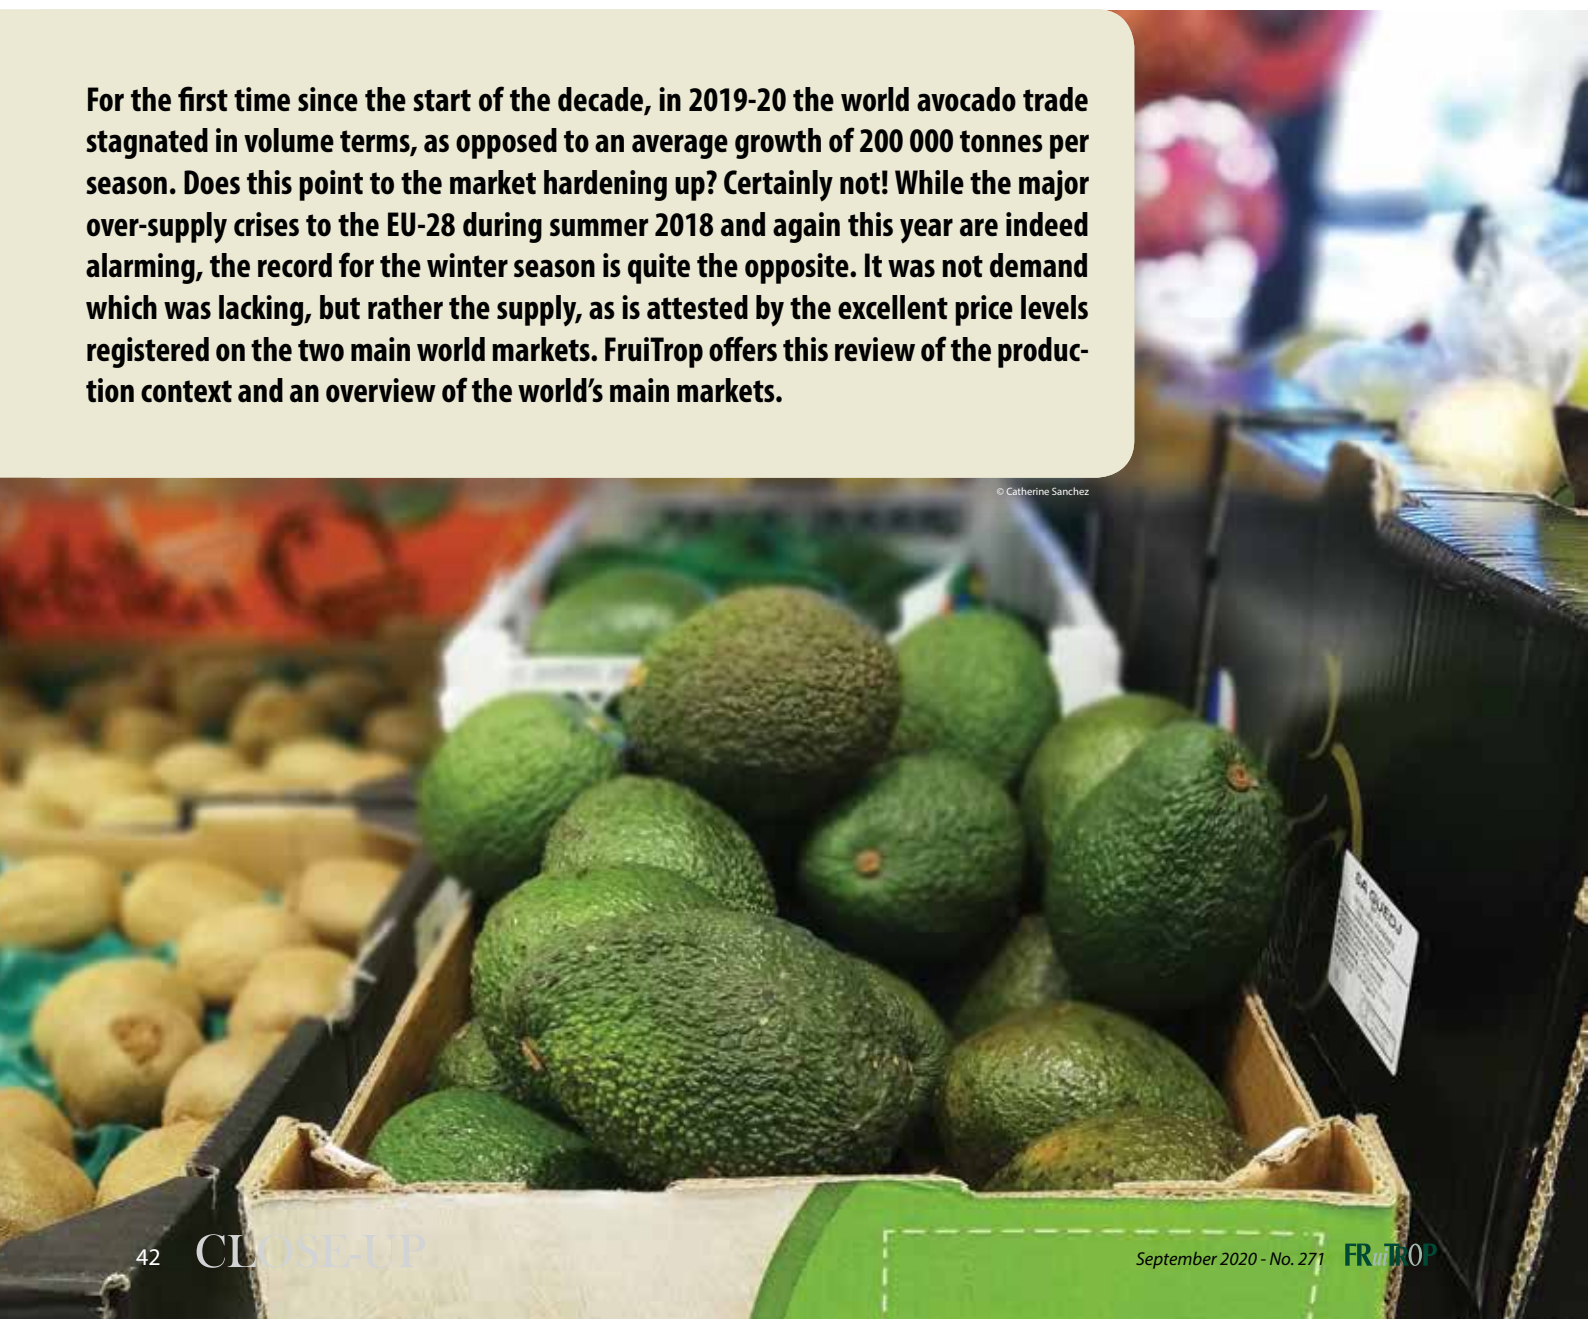 For the first time since the start of the decade, in 2019-20 the world avocado trade
stagnated in volume terms, as opposed to an average growth of 200 000 tonnes per
season. Does this point to the market hardening up? Certainly not! While the major
over-supply crises to the EU-28 during summer 2018 and again this year are indeed
alarming, the record for the winter season is quite the opposite. It was not demand
which was lacking, but rather the supply, as is attested by the excellent price levels
registered on the two main world markets. FruiTrop offers this review of the produc-
tion context and an overview of the world's main markets.
© Catherine Sanchez
42 CLOSE-UP
September 2020 - No. 271 FRuiTROP